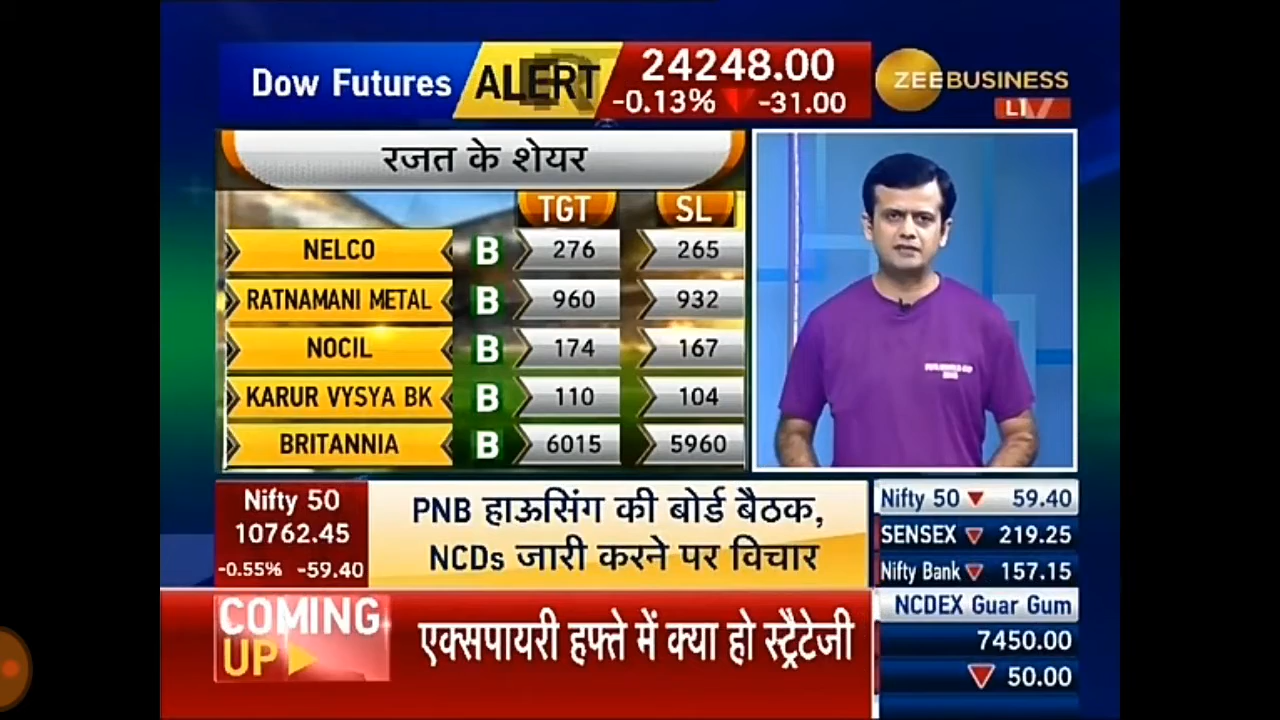 Dow Futures
ALERT
24248.00
-0.13% -31.00
ZEEBUSINESS
रजत के शेयर
TGT SL
NELCO B 276 265
RATNAMANI METAL B 960 932
NOCIL B 174 167
KARUR VYSYA BK B 110 104
BRITANNIA B 6015 5960
Nifty 50
10762.45
-0.55% -59.40
PNB हाऊसिंग की बोर्ड बैठक,
NCDs जारी करने पर विचार
Nifty 50 59.40
SENSEX 219.25
Nifty Bank 157.15
NCDEX Guar Gum
7450.00
50.00
COMING
UP
एक्सपायरी हफ्ते में क्या हो स्ट्रैटेजी